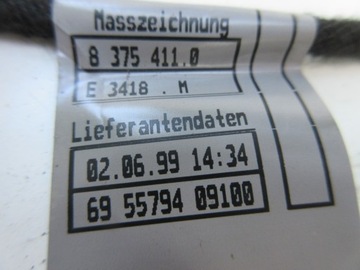 Masszeichnung
8 375 411.0
E 3418 . M
Lieferantendaten
02.06.99 14:34
69 55794 09100